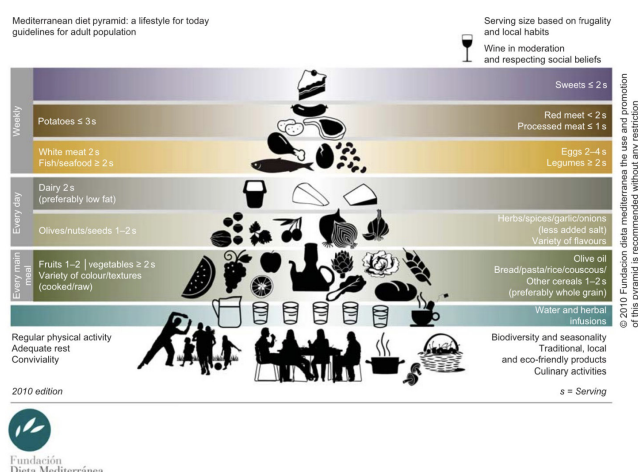 Mediterranean diet pyramid: a lifestyle for today
guidelines for adult population
Serving size based on frugality
and local habits
Wine in moderation
and respecting social beliefs
Weekly
Sweets ≤ 2 s
Potatoes ≤ 3 s
Red meet < 2 s
Processed meat ≤ 1 s
White meat 2 s
Fish/seafood ≥ 2 s
Eggs 2–4 s
Legumes ≥ 2 s
Every day
Dairy 2 s
(preferably low fat)
Olives/nuts/seeds 1–2 s
Herbs/spices/garlic/onions
(less added salt)
Variety of flavours
Every main
meal
Fruits 1–2 | vegetables ≥ 2 s
Variety of colour/textures
(cooked/raw)
Olive oil
Bread/pasta/rice/couscous/
Other cereals 1–2 s
(preferably whole grain)
Water and herbal
infusions
Regular physical activity
Adequate rest
Conviviality
Biodiversity and seasonality
Traditional, local
and eco-friendly products
Culinary activities
2010 edition
s = Serving
© 2010 Fundacion dieta mediterranea the use and promotion
of this pyramid is recommended without any restriction
Fundación
Dieta Mediterránea